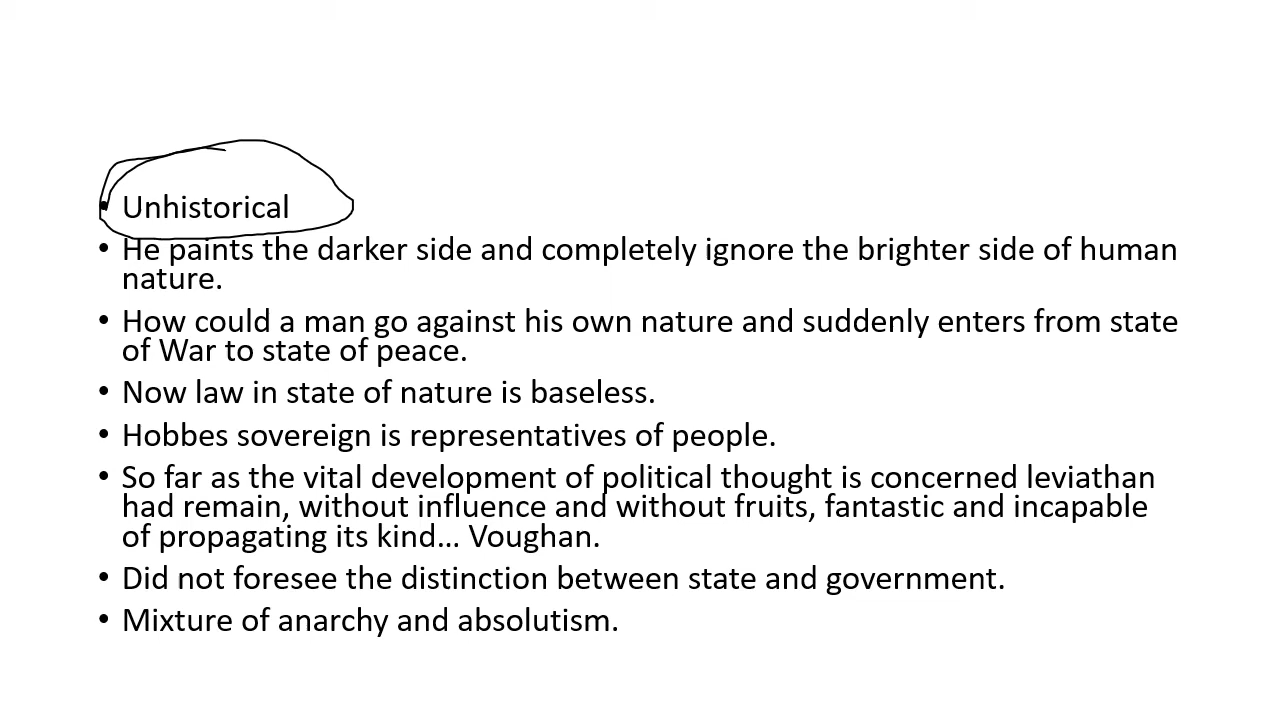 • Unhistorical
• He paints the darker side and completely ignore the brighter side of human
nature.
• How could a man go against his own nature and suddenly enters from state
of War to state of peace.
• Now law in state of nature is baseless.
• Hobbes sovereign is representatives of people.
• So far as the vital development of political thought is concerned leviathan
had remain, without influence and without fruits, fantastic and incapable
of propagating its kind... Voughan.
• Did not foresee the distinction between state and government.
• Mixture of anarchy and absolutism.